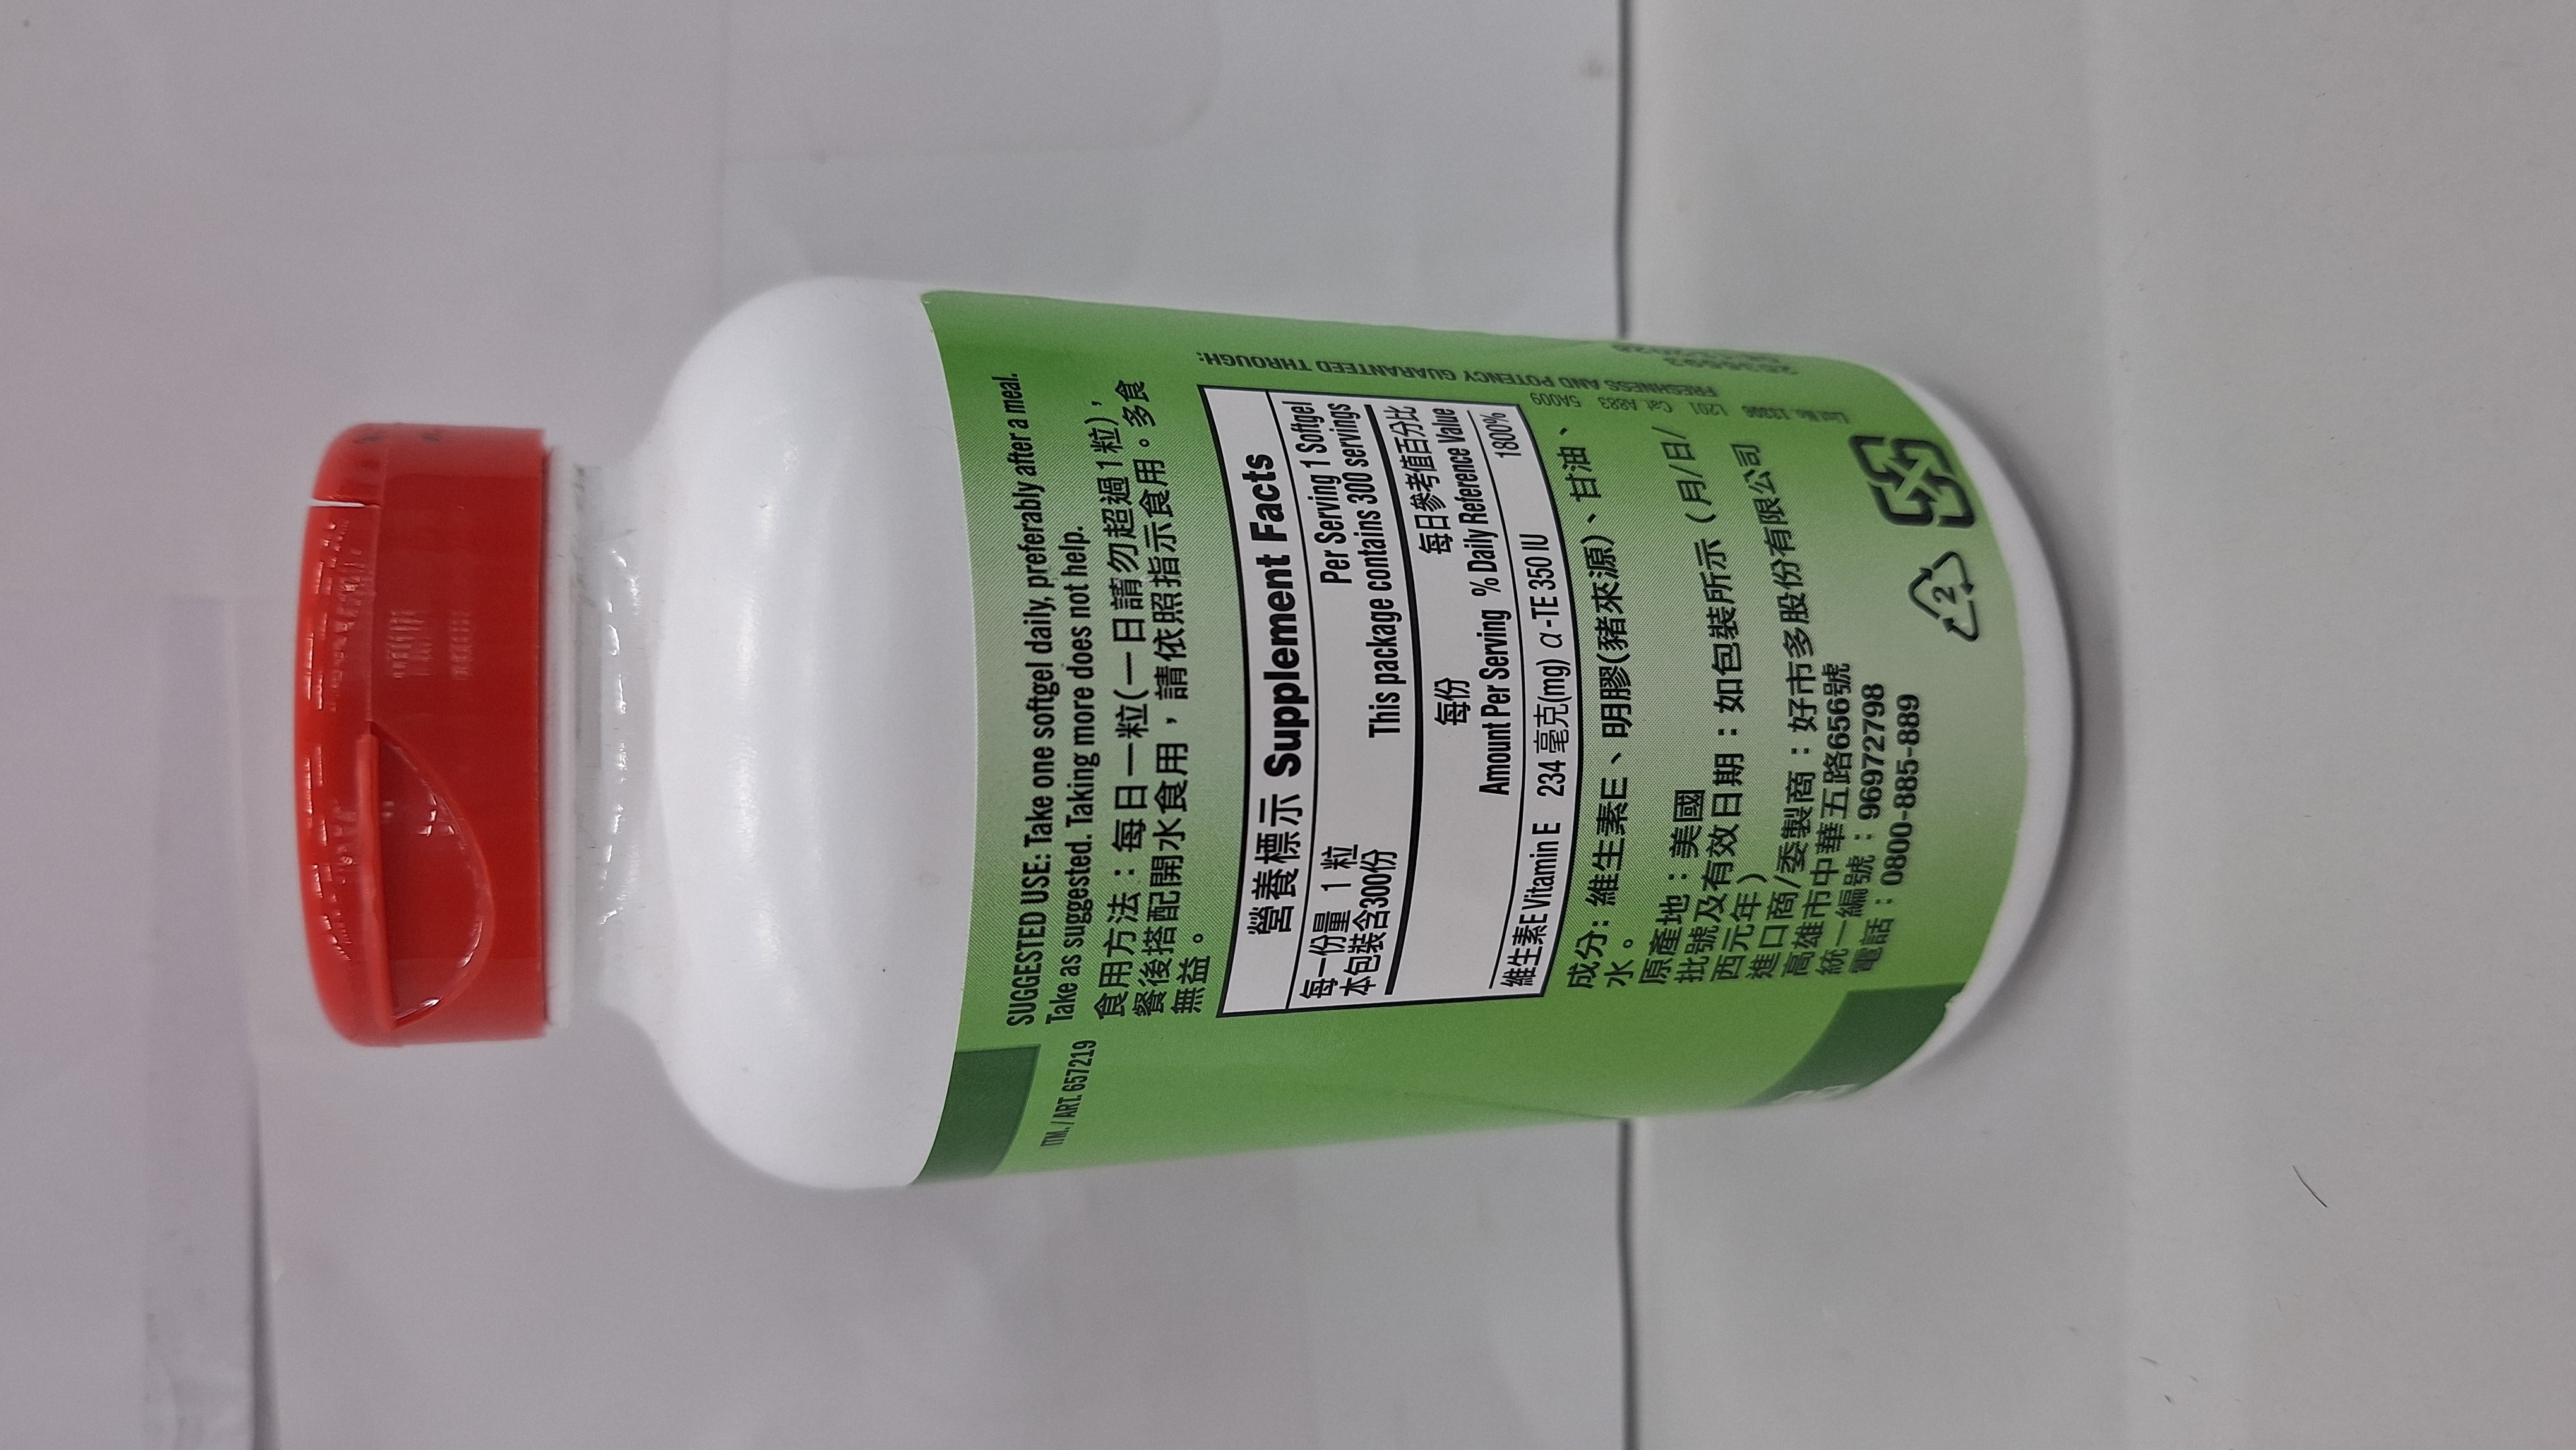 ITM. / ART. 657219
SUGGESTED USE: Take one softgel daily, preferably after a meal.
Take as suggested. Taking more does not help.
食用方法：每日一粒(一日請勿超過1粒)，
餐後搭配開水食用，請依照指示食用。多食
無益。
營養標示 Supplement Facts
每一份量 1 粒 Per Serving 1 Softgel
本包裝含300份 This package contains 300 servings
每份 每日參考值百分比
Amount Per Serving % Daily Reference Value
維生素E Vitamin E 234 毫克(mg) α-TE 350 IU 1800%
成分：維生素E、明膠(豬來源)、甘油、
水。
原產地：美國
批號及有效日期：如包裝所示（月/日/
西元年）
進口商/委製商：好市多股份有限公司
高雄市中華五路656號
統一編號：96972798
電話：0800-885-889
2
FRESHNESS AND POTENCY GUARANTEED THROUGH:
L201 Cat. A883 5A009